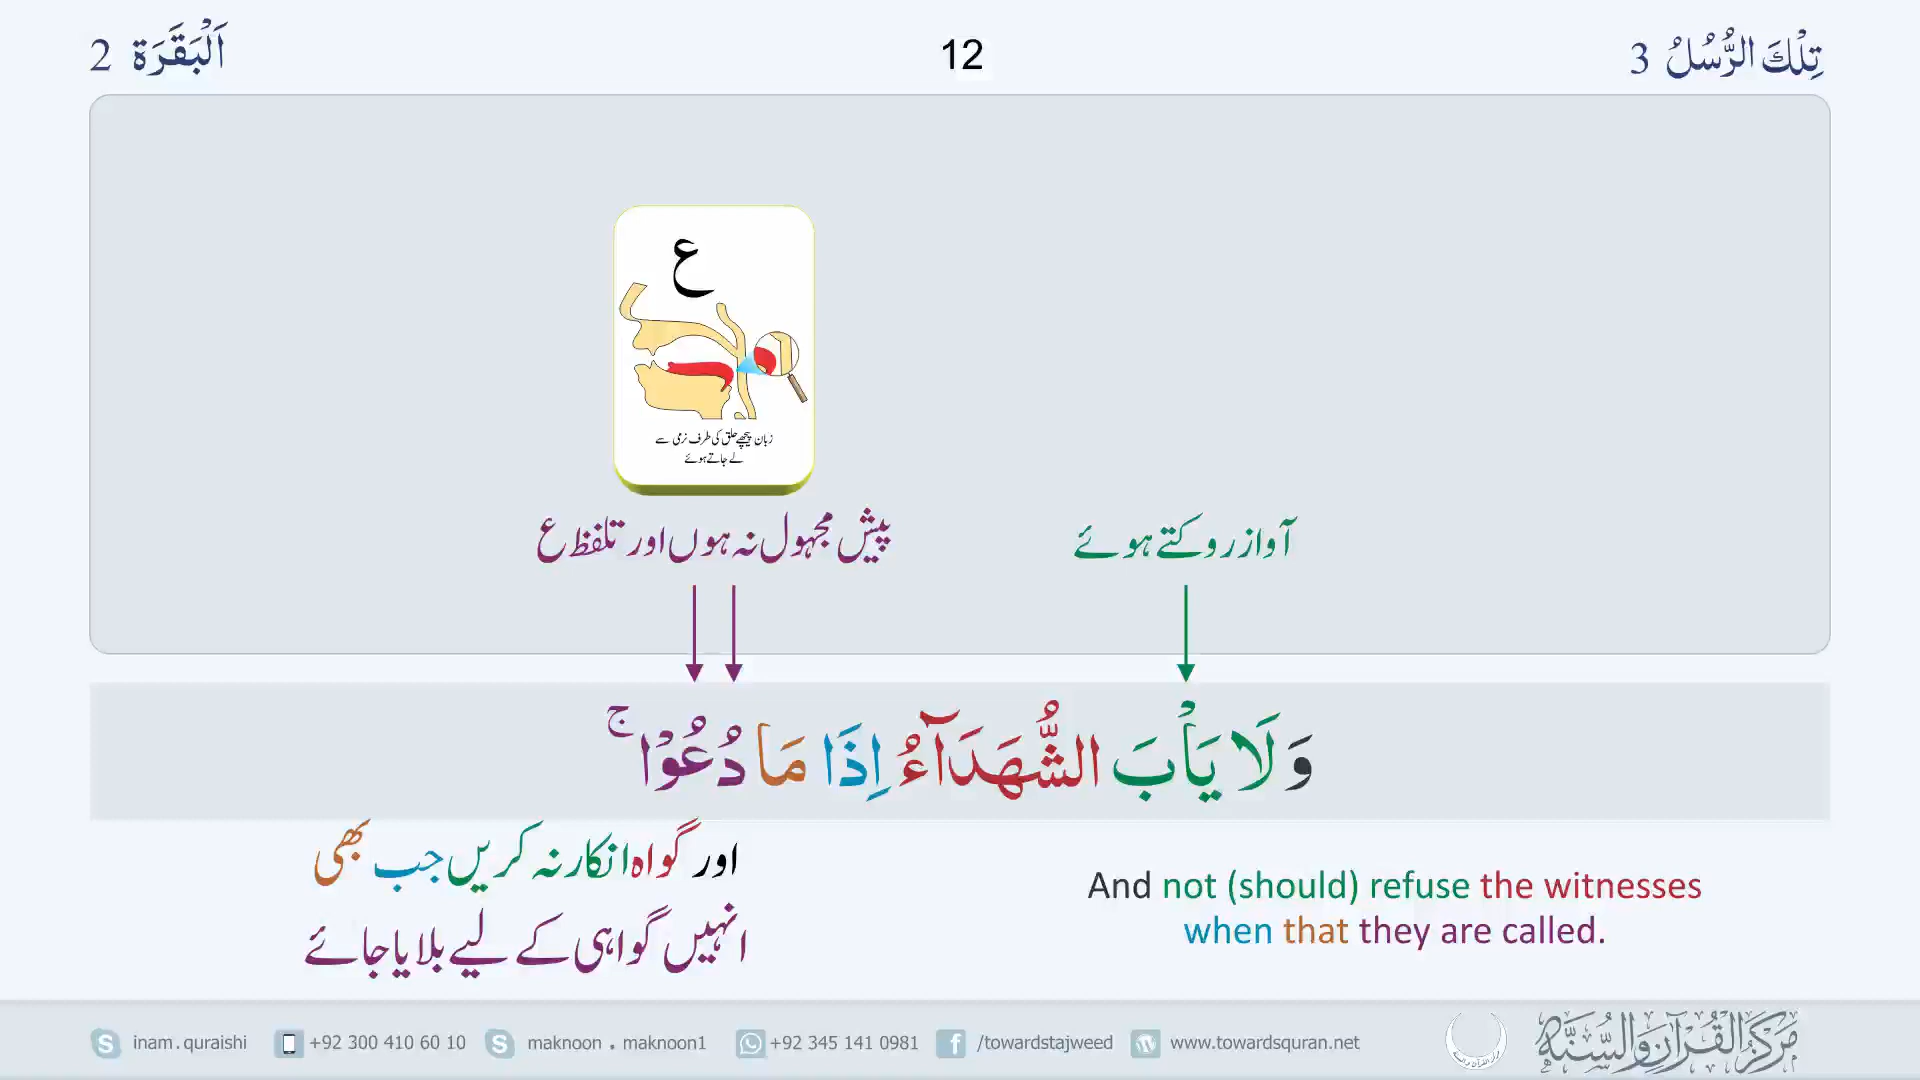 اَلْبَقَرَة 2
12
تِلْكَ الرُّسُلُ 3
ع
زبان پیچھے حلق کی طرف نرمی سے
لے جاتے ہوئے
پیش مجہول نہ ہوں اور تلفظ ع
آواز روکتے ہوئے
وَلَا يَأْبَ الشُّهَدَآءُ اِذَا مَا دُعُوْا ۚ
اور گواہ انکار نہ کریں جب بھی
انہیں گواہی کے لیے بلایا جائے
And not (should) refuse the witnesses
when that they are called.
inam.quraishi +92 300 410 60 10 maknoon . maknoon1 +92 345 141 0981 /towardstajweed www.towardsquran.net
مَرْكَزُ الْقُرْآنِ وَالسُّنَّة